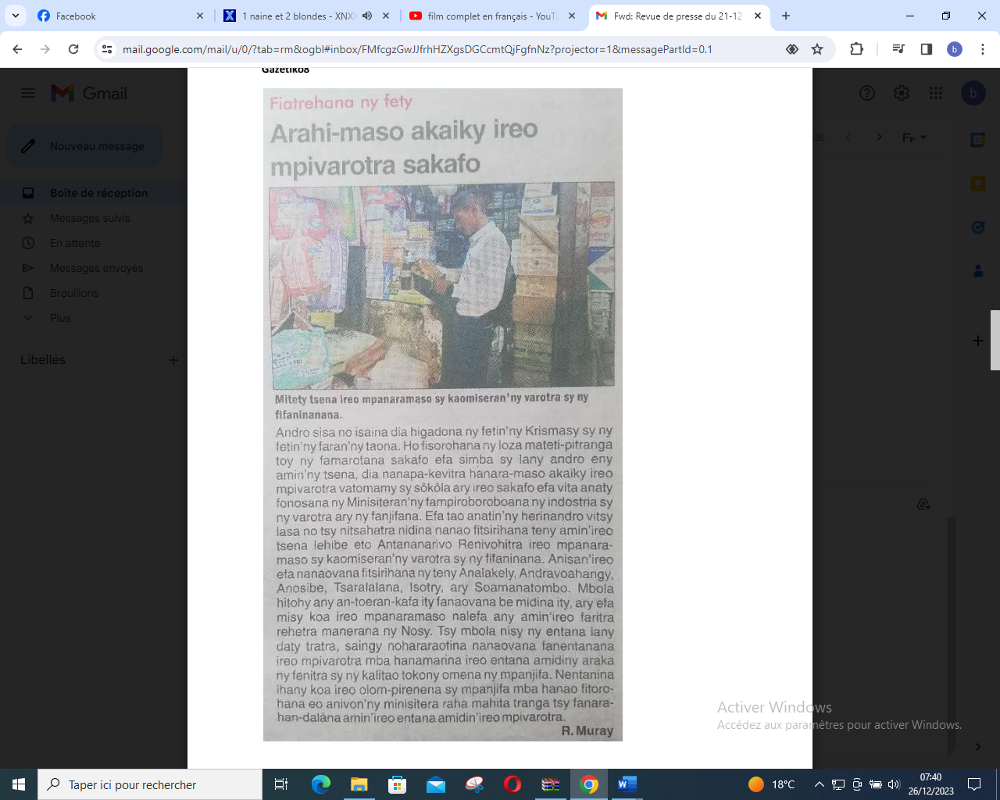 Facebook
1 naine et 2 blondes - XNXX
film complet en français - YouTu
Fwd: Revue de presse du 21-12-
mail.google.com/mail/u/0/?tab=rm&ogbl#inbox/FMfcgzGwJJfrhHZXgsDGCcmtQjFgfnNz?projector=1&messagePartId=0.1
b
Gazetiko8
Gmail
b
Nouveau message
36
Boîte de réception
Messages suivis
En attente
Messages envoyés
Brouillons
Plus
Libellés
Fiatrehana ny fety
Arahi-maso akaiky ireo
mpivarotra sakafo
Mitety tsena ireo mpanaramaso sy kaomiseran'ny varotra sy ny
fifaninanana.
Andro sisa no isaina dia higadona ny fetin'ny Krismasy sy ny
fetin'ny faran'ny taona. Ho fisorohana ny loza mateti-pitranga
toy ny famarotana sakafo efa simba sy lany andro eny
amin'ny tsena, dia nanapa-kevitra hanara-maso akaiky ireo
mpivarotra vatomamy sy sôkôla ary ireo sakafo efa vita anaty
fonosana ny Minisiteran'ny fampiroboroboana ny indostria sy
ny varotra ary ny fanjifana. Efa tao anatin'ny herinandro vitsy
lasa no tsy nitsahatra nidina nanao fitsirihana teny amin'ireo
tsena lehibe eto Antananarivo Renivohitra ireo mpanara-
maso sy kaomiseran'ny varotra sy ny fifaninana. Anisan'ireo
efa nanaovana fitsirihana ny teny Analakely, Andravoahangy,
Anosibe, Tsaralalana, Isotry, ary Soamanatombo. Mbola
hitohy any an-toeran-kafa ity fanaovana be midina ity, ary efa
misy koa ireo mpanaramaso nalefa any amin'ireo faritra
rehetra manerana ny Nosy. Tsy mbola nisy ny entana lany
daty tratra, saingy nohararaotina nanaovana fanentanana
ireo mpivarotra mba hanamarina ireo entana amidiny araka
ny fenitra sy ny kalitao tokony omena ny mpanjifa. Nentanina
ihany koa ireo olom-pirenena sy mpanjifa mba hanao fitoro-
hana eo anivon'ny minisitera raha mahita tranga tsy fanara-
han-dalàna amin'ireo entana amidin'ireo mpivarotra.
R. Muray
Activer Windows
Accédez aux paramètres pour activer Windows.
Taper ici pour rechercher
18°C
07:40
26/12/2023